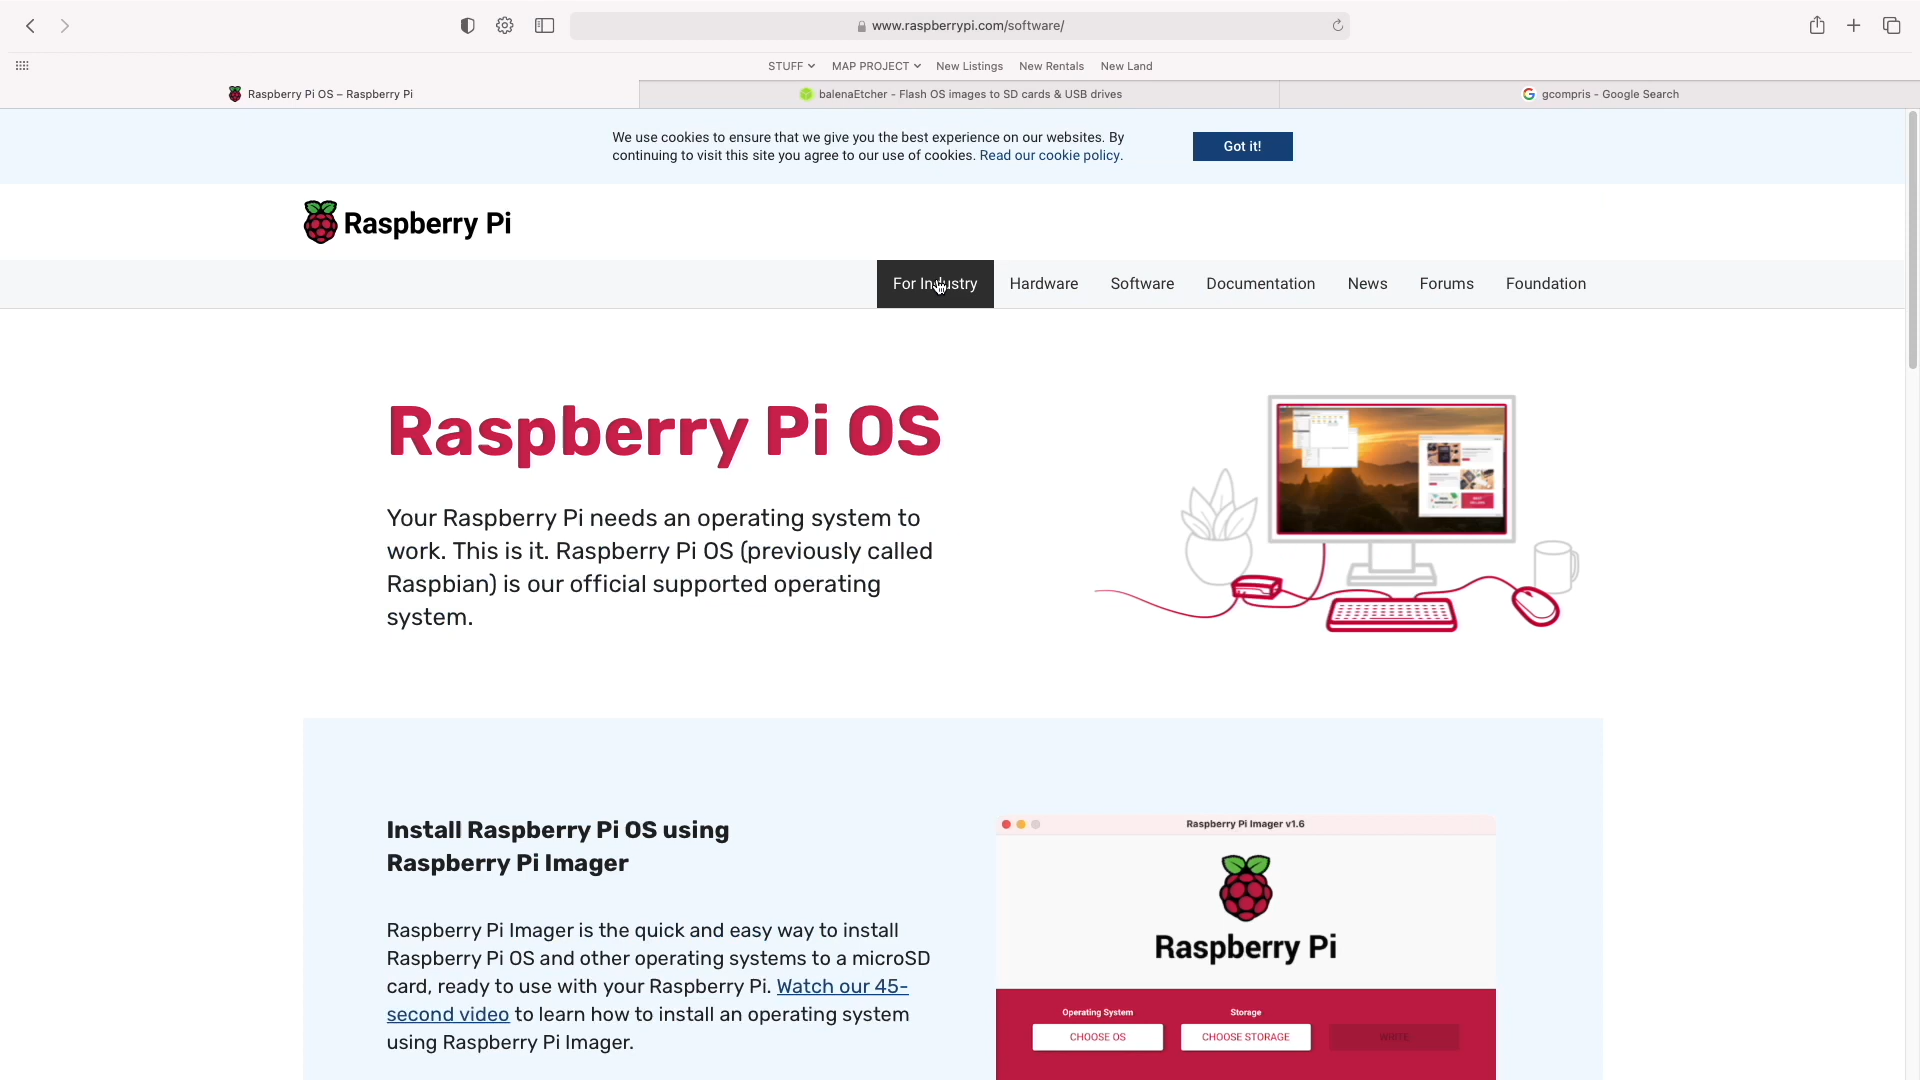 www.raspberrypi.com/software/
STUFF MAP PROJECT New Listings New Rentals New Land
Raspberry Pi OS – Raspberry Pi
balenaEtcher - Flash OS images to SD cards & USB drives
gcompris - Google Search
We use cookies to ensure that we give you the best experience on our websites. By
continuing to visit this site you agree to our use of cookies. Read our cookie policy.
Got it!
Raspberry Pi
For Industry Hardware Software Documentation News Forums Foundation
Raspberry Pi OS
Your Raspberry Pi needs an operating system to
work. This is it. Raspberry Pi OS (previously called
Raspbian) is our official supported operating
system.
Install Raspberry Pi OS using
Raspberry Pi Imager
Raspberry Pi Imager is the quick and easy way to install
Raspberry Pi OS and other operating systems to a microSD
card, ready to use with your Raspberry Pi. Watch our 45-
second video to learn how to install an operating system
using Raspberry Pi Imager.
Raspberry Pi Imager v1.6
Raspberry Pi
Operating System Storage
CHOOSE OS CHOOSE STORAGE WRITE